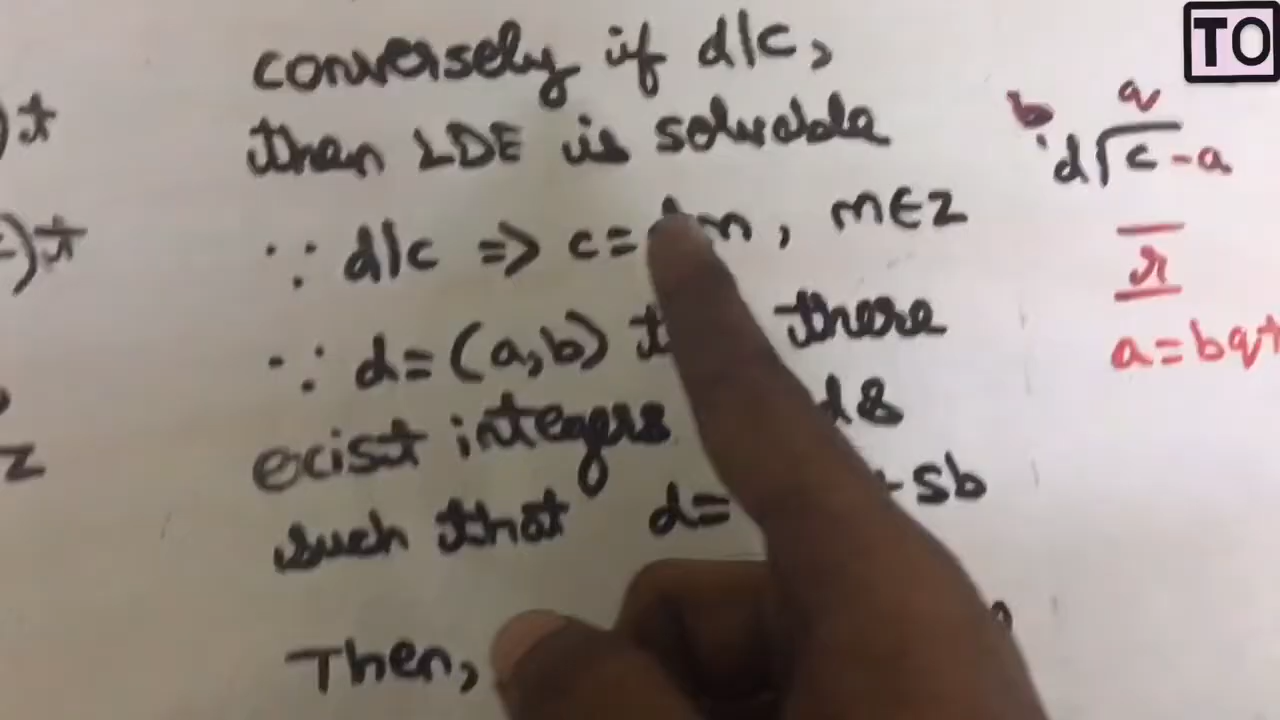 TO
conversely if d|c,
then LDE is solvable
∵ d|c => c= m, m∈Z
∵ d=(a,b) there
exist integers &
such that d= sb
Then,
)t
)t
z
b q
d√c - a
r
a=bq+